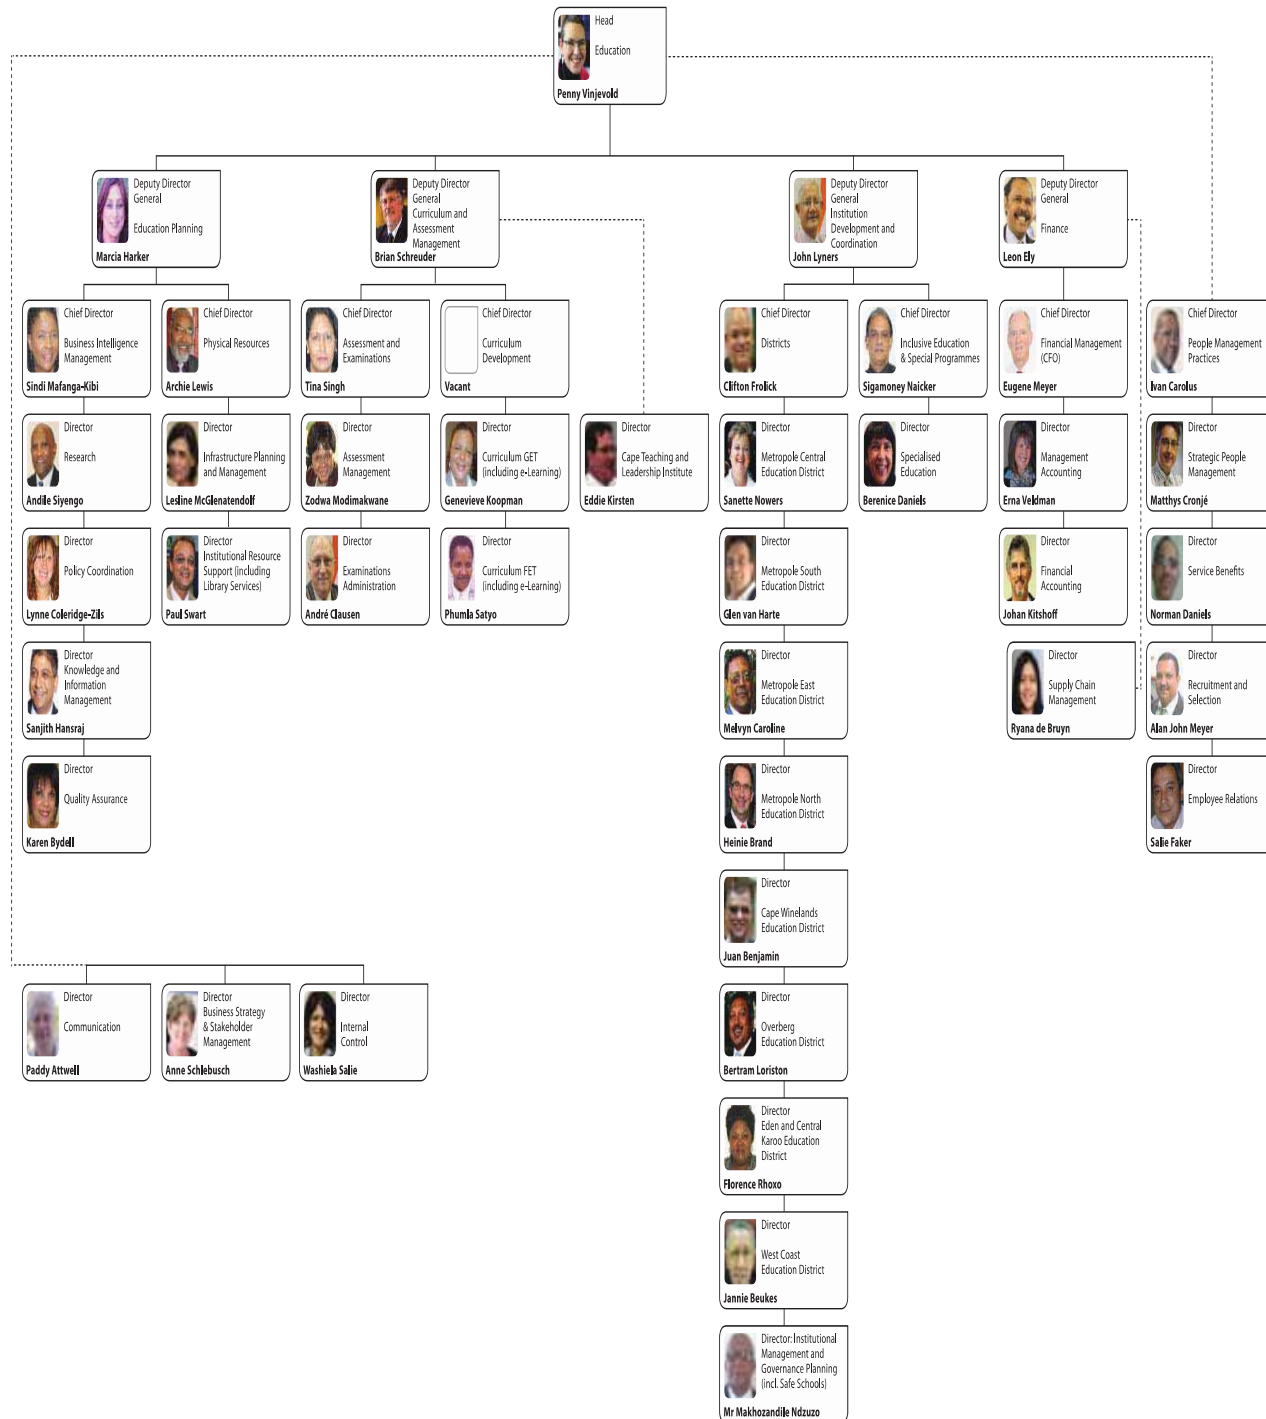 Head
Education
Penny Vinjevold
Deputy Director
General
Education Planning
Marcia Harker
Deputy Director
General
Curriculum and
Assessment
Management
Brian Schreuder
Deputy Director
General
Institution
Development and
Coordination
John Lyners
Deputy Director
General
Finance
Leon Ely
Chief Director
Business Intelligence
Management
Sindi Mafanga-Kibi
Chief Director
Physical Resources
Archie Lewis
Chief Director
Assessment and
Examinations
Tina Singh
Chief Director
Curriculum
Development
Vacant
Chief Director
Districts
Clifton Frolick
Chief Director
Inclusive Education
& Special Programmes
Sigamoney Naicker
Chief Director
Financial Management
(CFO)
Eugene Meyer
Chief Director
People Management
Practices
Ivan Carolus
Director
Research
Andile Siyengo
Director
Infrastructure Planning
and Management
Lesline McGlenatendolf
Director
Assessment
Management
Zodwa Modimakwane
Director
Curriculum GET
(including e-Learning)
Genevieve Koopman
Director
Cape Teaching and
Leadership Institute
Eddie Kirsten
Director
Metropole Central
Education District
Sanette Nowers
Director
Specialised
Education
Berenice Daniels
Director
Management
Accounting
Erna Veldman
Director
Strategic People
Management
Matthys Cronjé
Director
Policy Coordination
Lynne Coleridge-Zils
Director
Institutional Resource
Support (including
Library Services)
Paul Swart
Director
Examinations
Administration
André Clausen
Director
Curriculum FET
(including e-Learning)
Phumla Satyo
Director
Metropole South
Education District
Glen van Harte
Director
Financial
Accounting
Johan Kitshoff
Director
Service Benefits
Norman Daniels
Director
Knowledge and
Information
Management
Sanjith Hansraj
Director
Metropole East
Education District
Melvyn Caroline
Director
Supply Chain
Management
Ryana de Bruyn
Director
Recruitment and
Selection
Alan John Meyer
Director
Quality Assurance
Karen Bydell
Director
Metropole North
Education District
Heinie Brand
Director
Employee Relations
Salie Faker
Director
Cape Winelands
Education District
Juan Benjamin
Director
Communication
Paddy Attwell
Director
Business Strategy
& Stakeholder
Management
Anne Schlebusch
Director
Internal
Control
Washiela Salie
Director
Overberg
Education District
Bertram Loriston
Director
Eden and Central
Karoo Education
District
Florence Rhoxo
Director
West Coast
Education District
Jannie Beukes
Director: Institutional
Management and
Governance Planning
(incl. Safe Schools)
Mr Makhozandile Ndzuzo